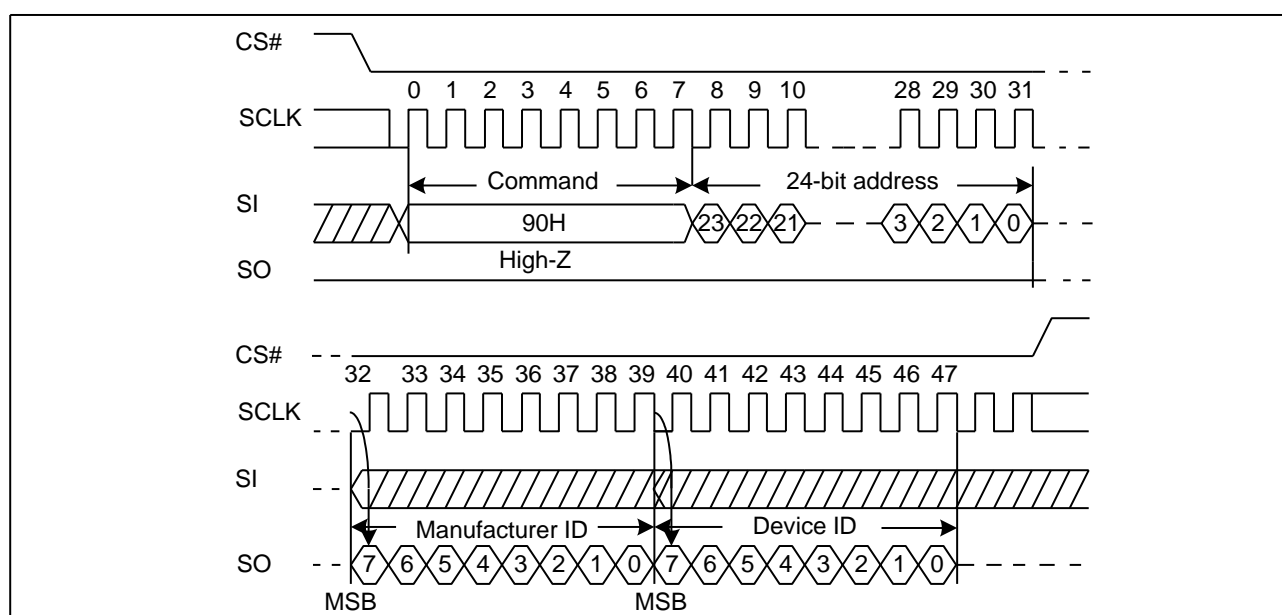 CS#
0 1 2 3 4 5 6 7 8 9 10 28 29 30 31
SCLK
Command 24-bit address
SI
90H 23 22 21 3 2 1 0
High-Z
SO
CS#
32 33 34 35 36 37 38 39 40 41 42 43 44 45 46 47
SCLK
SI
Manufacturer ID Device ID
SO 7 6 5 4 3 2 1 0 7 6 5 4 3 2 1 0
MSB MSB